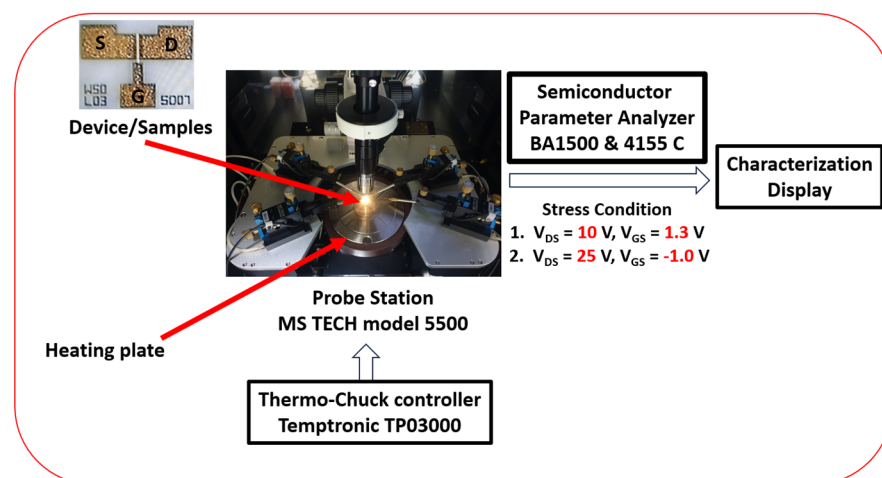 S D
W50
L03 G 5007
Device/Samples
Semiconductor
Parameter Analyzer
BA1500 & 4155 C
Characterization
Display
Stress Condition
1. VDS = 10 V, VGS = 1.3 V
2. VDS = 25 V, VGS = -1.0 V
Probe Station
MS TECH model 5500
Heating plate
Thermo-Chuck controller
Temptronic TP03000